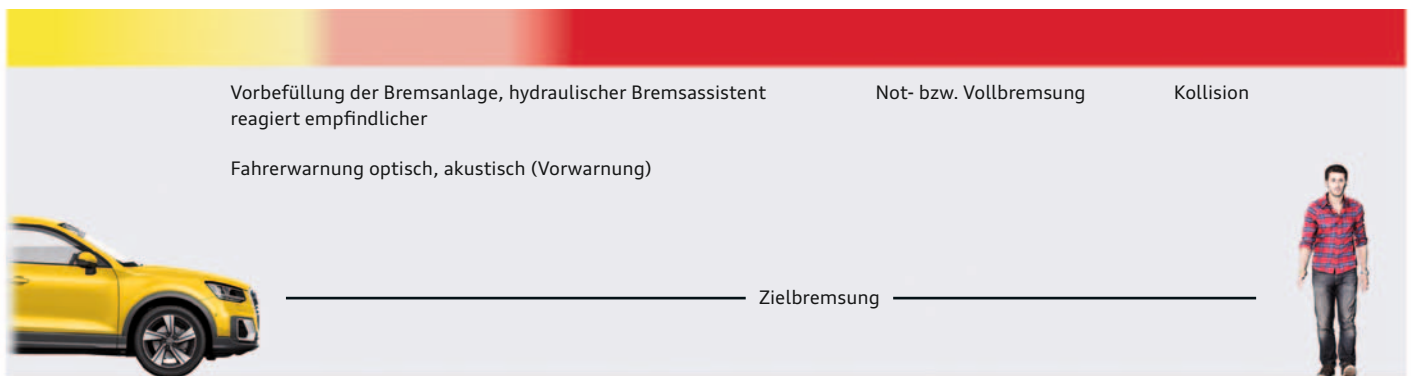 Vorbefüllung der Bremsanlage, hydraulischer Bremsassistent
reagiert empfindlicher
Fahrerwarnung optisch, akustisch (Vorwarnung)
Not- bzw. Vollbremsung
Kollision
Zielbremsung